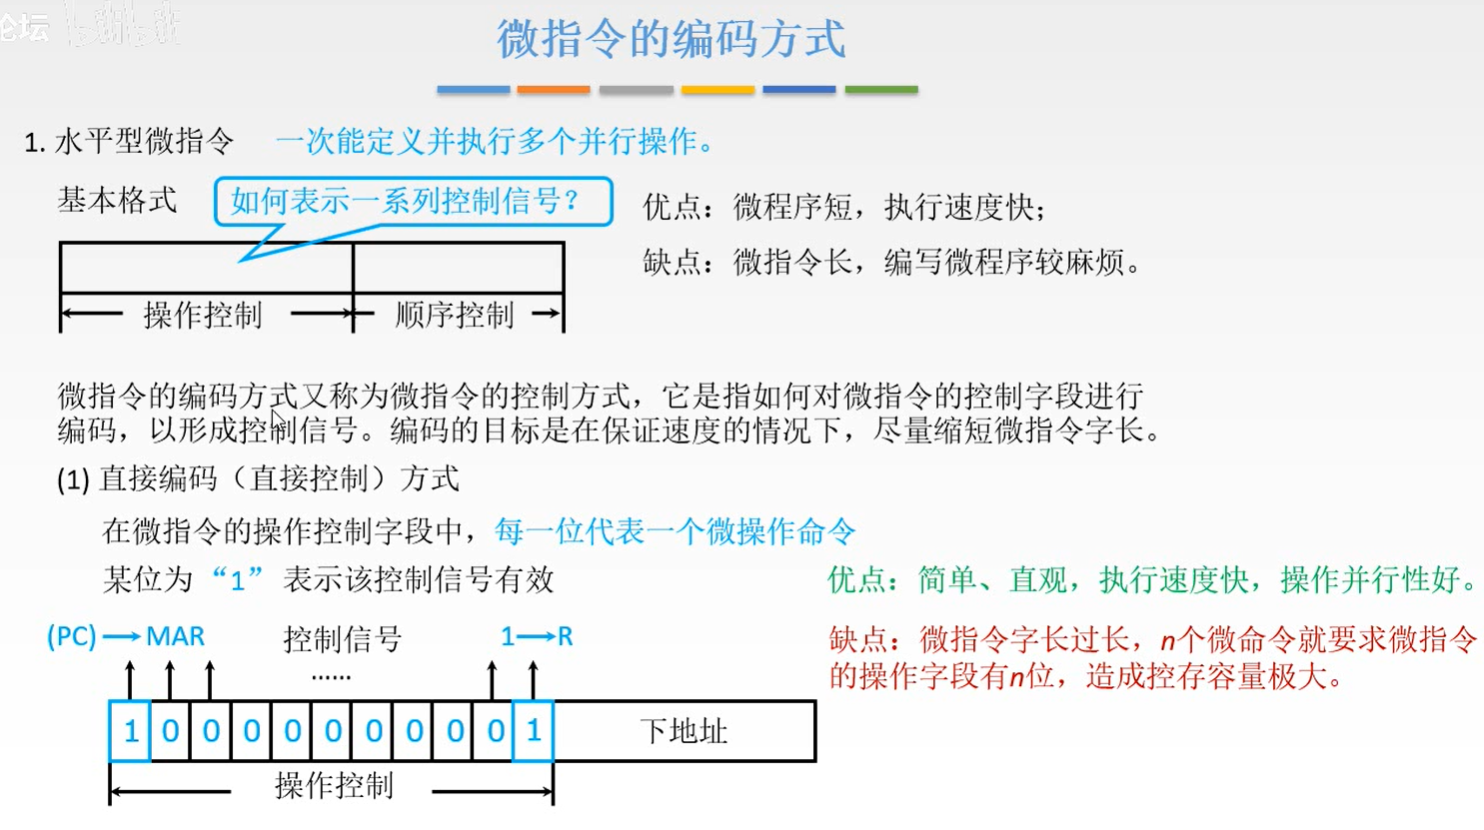 论坛
微指令的编码方式
1. 水平型微指令 一次能定义并执行多个并行操作。
基本格式 如何表示一系列控制信号？
优点：微程序短，执行速度快；
缺点：微指令长，编写微程序较麻烦。
操作控制 顺序控制
微指令的编码方式又称为微指令的控制方式，它是指如何对微指令的控制字段进行
编码，以形成控制信号。编码的目标是在保证速度的情况下，尽量缩短微指令字长。
(1) 直接编码（直接控制）方式
在微指令的操作控制字段中，每一位代表一个微操作命令
某位为“1”表示该控制信号有效
优点：简单、直观，执行速度快，操作并行性好。
缺点：微指令字长过长，n个微命令就要求微指令
的操作字段有n位，造成控存容量极大。
(PC)→MAR 控制信号 1→R
······
1 0 0 0 0 0 0 0 0 0 1 下地址
操作控制